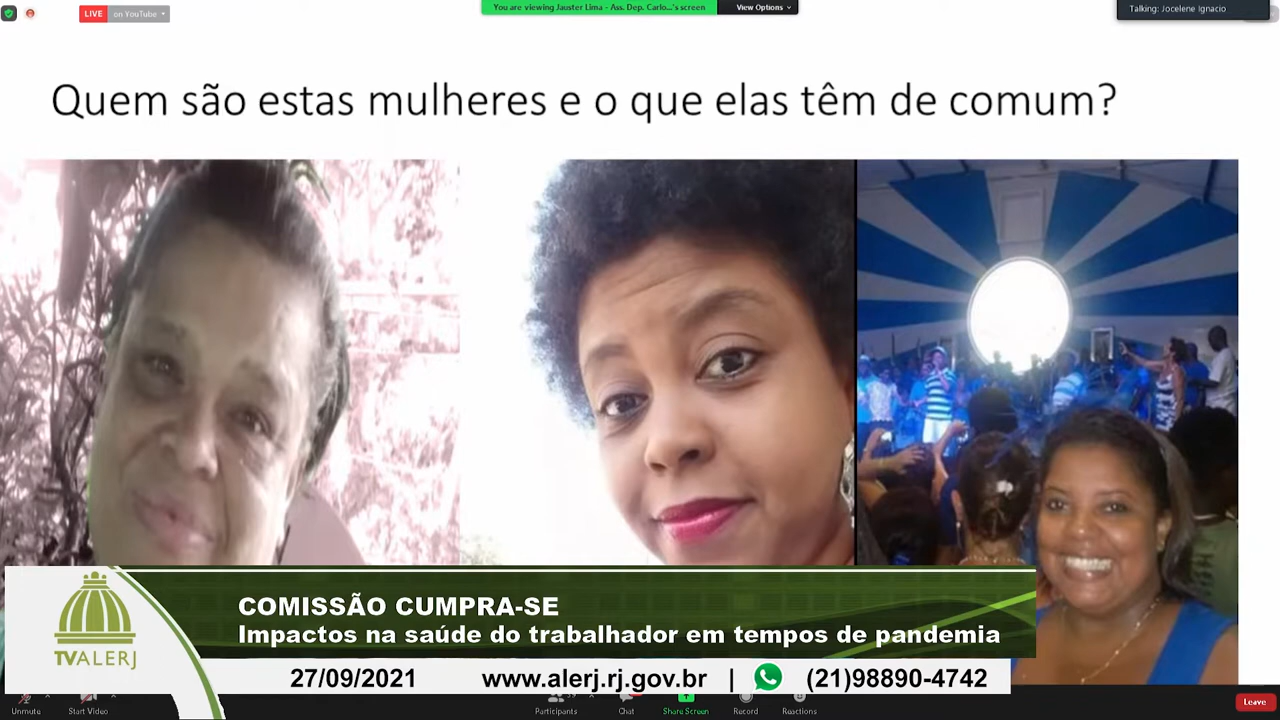 LIVE on YouTube
You are viewing Jauster Lima - Ass. Dep. Carlo...'s screen
View Options
Talking: Jocelene Ignacio
Quem são estas mulheres e o que elas têm de comum?
COMISSÃO CUMPRA-SE
Impactos na saúde do trabalhador em tempos de pandemia
TVALERJ
27/09/2021 www.alerj.rj.gov.br | (21)98890-4742
Unmute Start Video Participants Chat Share Screen Record Reactions Leave